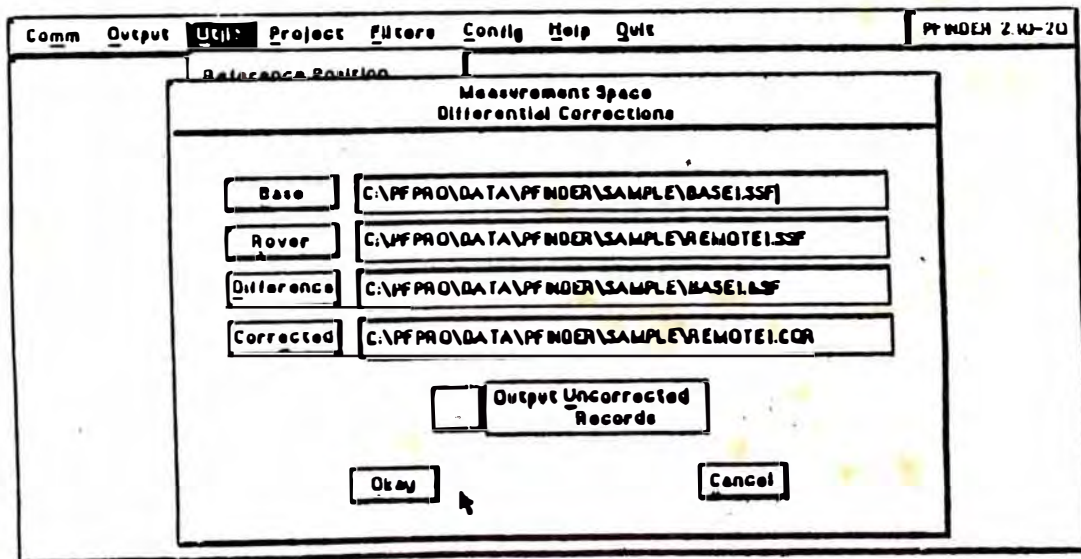 Comm Output Utils Project Filters Config Help Quit PFINDER 2.10-20
Reference Position
Measurement Space
Differential Corrections
Base C:\PFPRO\DATA\PFINDER\SAMPLE\BASE1.SSF
Rover C:\PFPRO\DATA\PFINDER\SAMPLE\REMOTE1.SSF
Difference C:\PFPRO\DATA\PFINDER\SAMPLE\
Corrected C:\PFPRO\DATA\PFINDER\SAMPLE\REMOTE1.COR
Output Uncorrected
Records
Okay Cancel